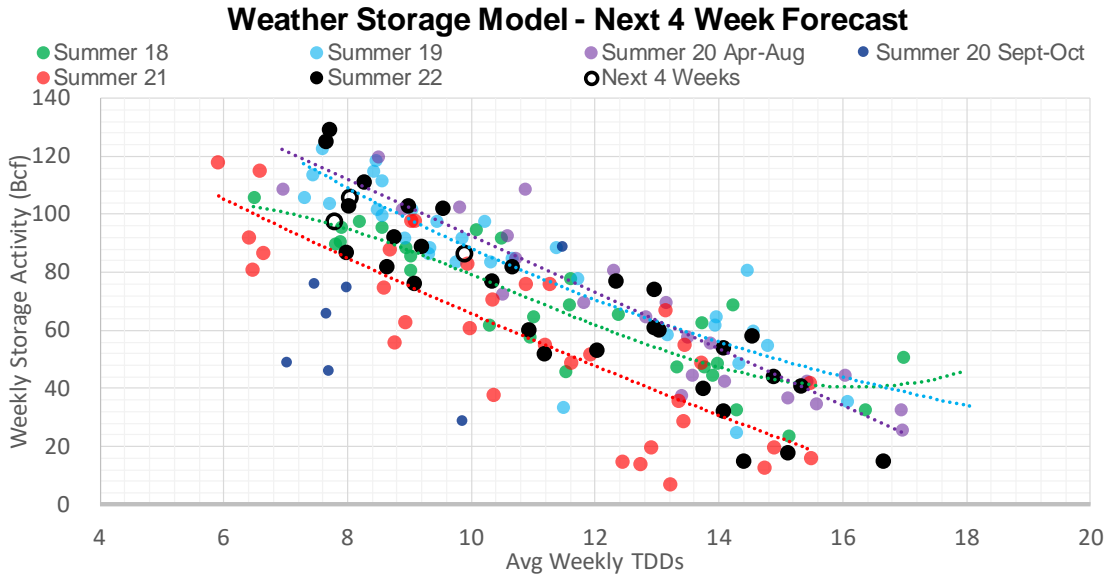 Weather Storage Model - Next 4 Week Forecast
Summer 18 Summer 19 Summer 20 Apr-Aug Summer 20 Sept-Oct
Summer 21 Summer 22 Next 4 Weeks
Weekly Storage Activity (Bcf)
140
120
100
80
60
40
20
0
4 6 8 10 12 14 16 18 20
Avg Weekly TDDs